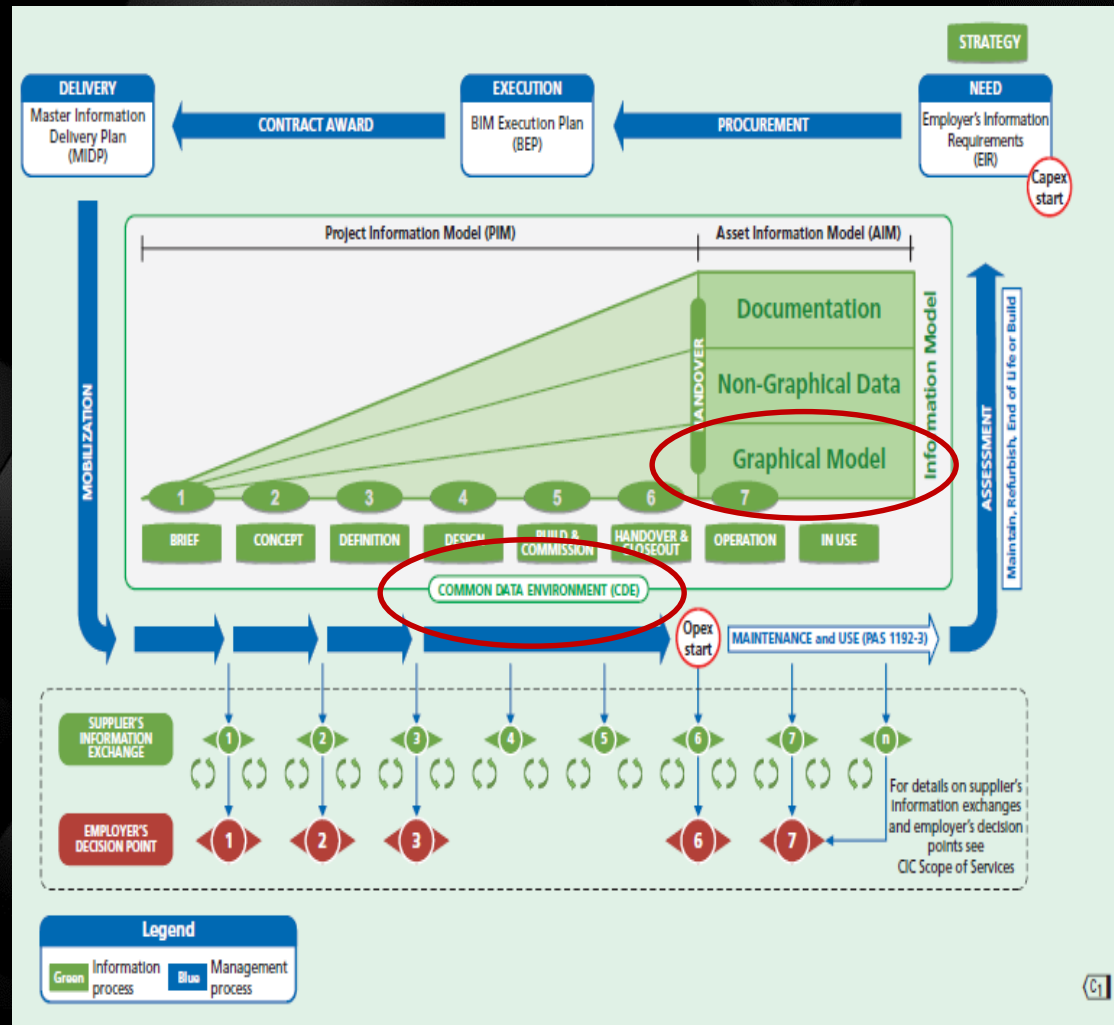 STRATEGY
DELIVERY
Master Information
Delivery Plan
(MIDP)
CONTRACT AWARD
EXECUTION
BIM Execution Plan
(BEP)
PROCUREMENT
NEED
Employer's Information
Requirements
(EIR)
Capex
start
MOBILIZATION
Project Information Model (PIM)
Asset Information Model (AIM)
Documentation
Non-Graphical Data
Graphical Model
HANDOVER
Information Model
ASSESSMENT
Maintain, Refurbish, End of Life or Build
1
2
3
4
5
6
7
BRIEF
CONCEPT
DEFINITION
DESIGN
BUILD &
COMMISSION
HANDOVER &
CLOSEOUT
OPERATION
IN USE
COMMON DATA ENVIRONMENT (CDE)
Opex
start
MAINTENANCE and USE (PAS 1192-3)
SUPPLIER'S
INFORMATION
EXCHANGE
1
2
3
4
5
6
7
n
For details on supplier's
information exchanges
and employer's decision
points see
CIC Scope of Services
EMPLOYER'S
DECISION POINT
1
2
3
6
7
Legend
Green
Information
process
Blue
Management
process
C1